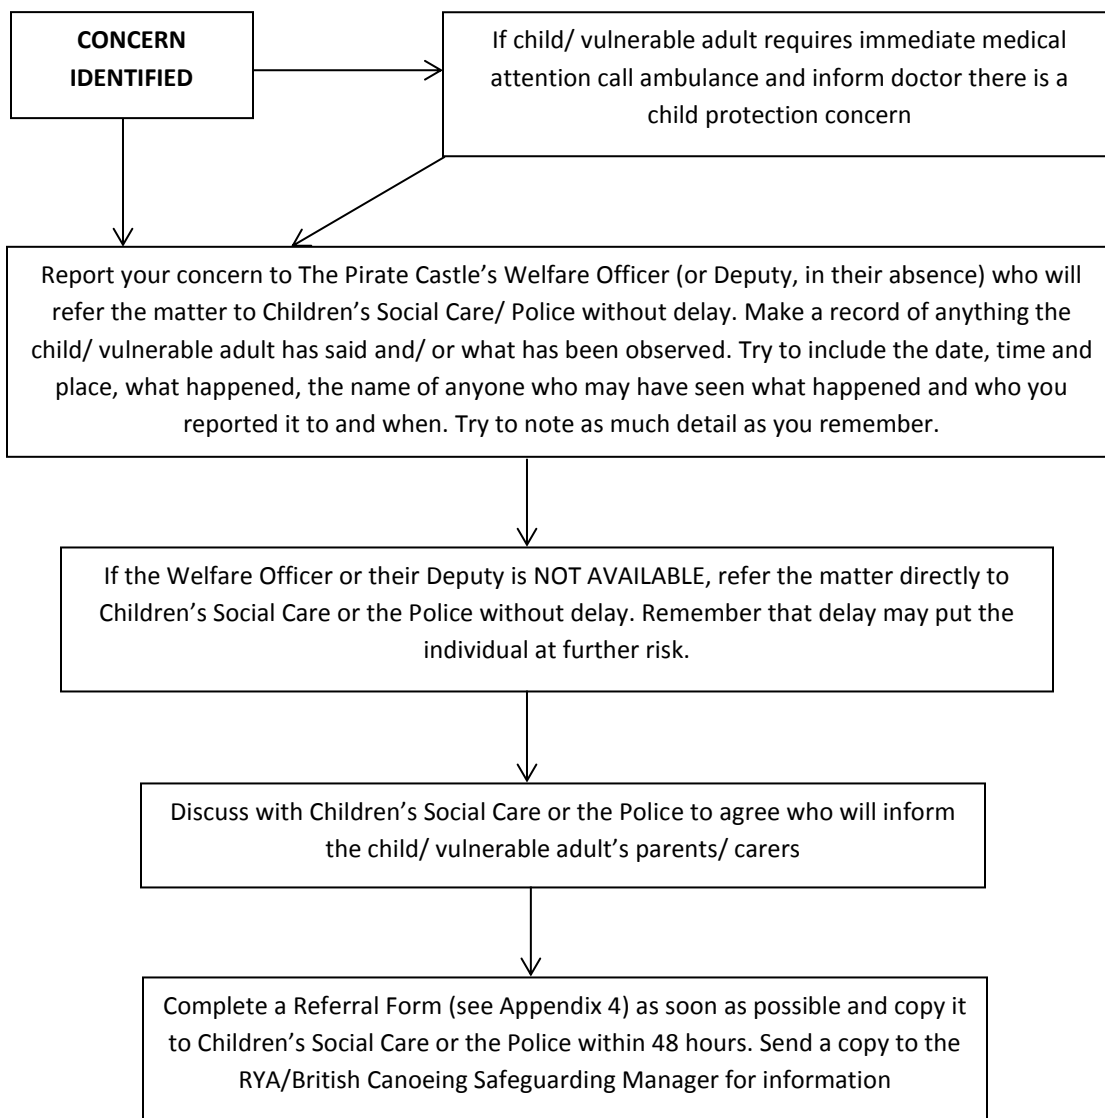 CONCERN
IDENTIFIED
If child/ vulnerable adult requires immediate medical
attention call ambulance and inform doctor there is a
child protection concern
Report your concern to The Pirate Castle’s Welfare Officer (or Deputy, in their absence) who will
refer the matter to Children’s Social Care/ Police without delay. Make a record of anything the
child/ vulnerable adult has said and/ or what has been observed. Try to include the date, time and
place, what happened, the name of anyone who may have seen what happened and who you
reported it to and when. Try to note as much detail as you remember.
If the Welfare Officer or their Deputy is NOT AVAILABLE, refer the matter directly to
Children’s Social Care or the Police without delay. Remember that delay may put the
individual at further risk.
Discuss with Children’s Social Care or the Police to agree who will inform
the child/ vulnerable adult’s parents/ carers
Complete a Referral Form (see Appendix 4) as soon as possible and copy it
to Children’s Social Care or the Police within 48 hours. Send a copy to the
RYA/British Canoeing Safeguarding Manager for information